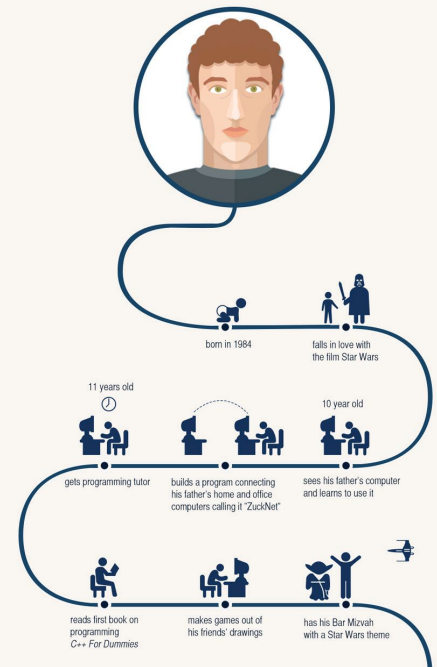 born in 1984
falls in love with
the film Star Wars
10 year old
sees his father's computer
and learns to use it
builds a program connecting
his father's home and office
computers calling it "ZuckNet"
11 years old
gets programming tutor
has his Bar Mizvah
with a Star Wars theme
makes games out of
his friends' drawings
reads first book on
programming
C++ For Dummies